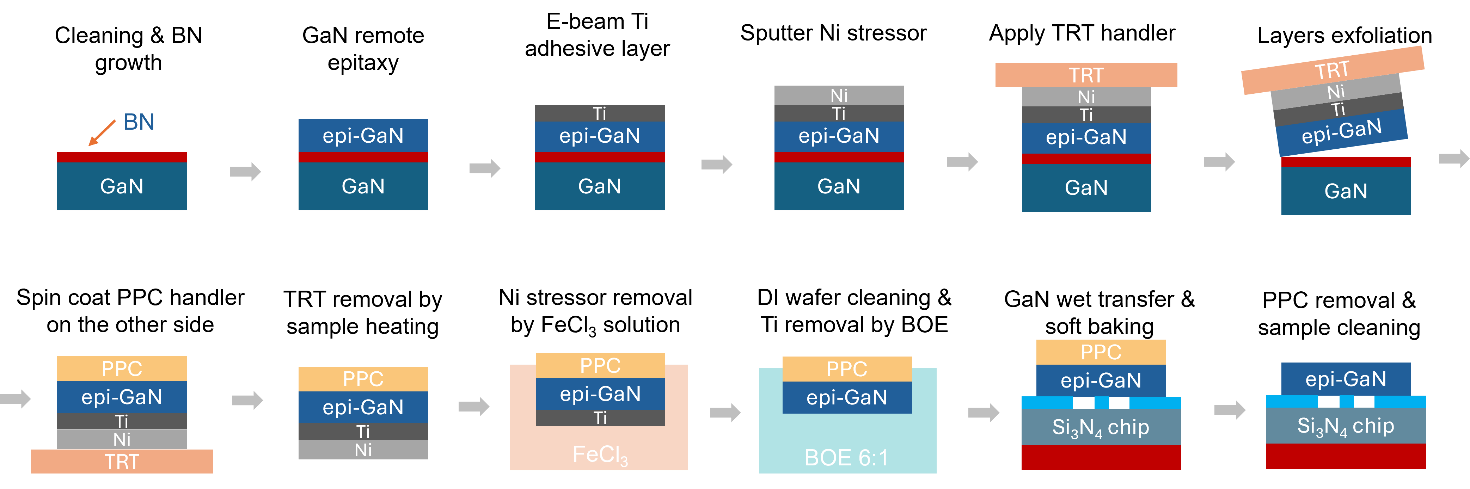 Cleaning & BN
growth
BN
GaN
GaN remote
epitaxy
epi-GaN
GaN
E-beam Ti
adhesive layer
Ti
epi-GaN
GaN
Sputter Ni stressor
Ni
Ti
epi-GaN
GaN
Apply TRT handler
TRT
Ni
Ti
epi-GaN
GaN
Layers exfoliation
TRT
Ni
Ti
epi-GaN
GaN
Spin coat PPC handler
on the other side
PPC
epi-GaN
Ti
Ni
TRT
TRT removal by
sample heating
PPC
epi-GaN
Ti
Ni
Ni stressor removal
by FeCl₃ solution
PPC
epi-GaN
Ti
FeCl₃
DI wafer cleaning &
Ti removal by BOE
PPC
epi-GaN
BOE 6:1
GaN wet transfer &
soft baking
PPC
epi-GaN
Si₃N₄ chip
PPC removal &
sample cleaning
epi-GaN
Si₃N₄ chip